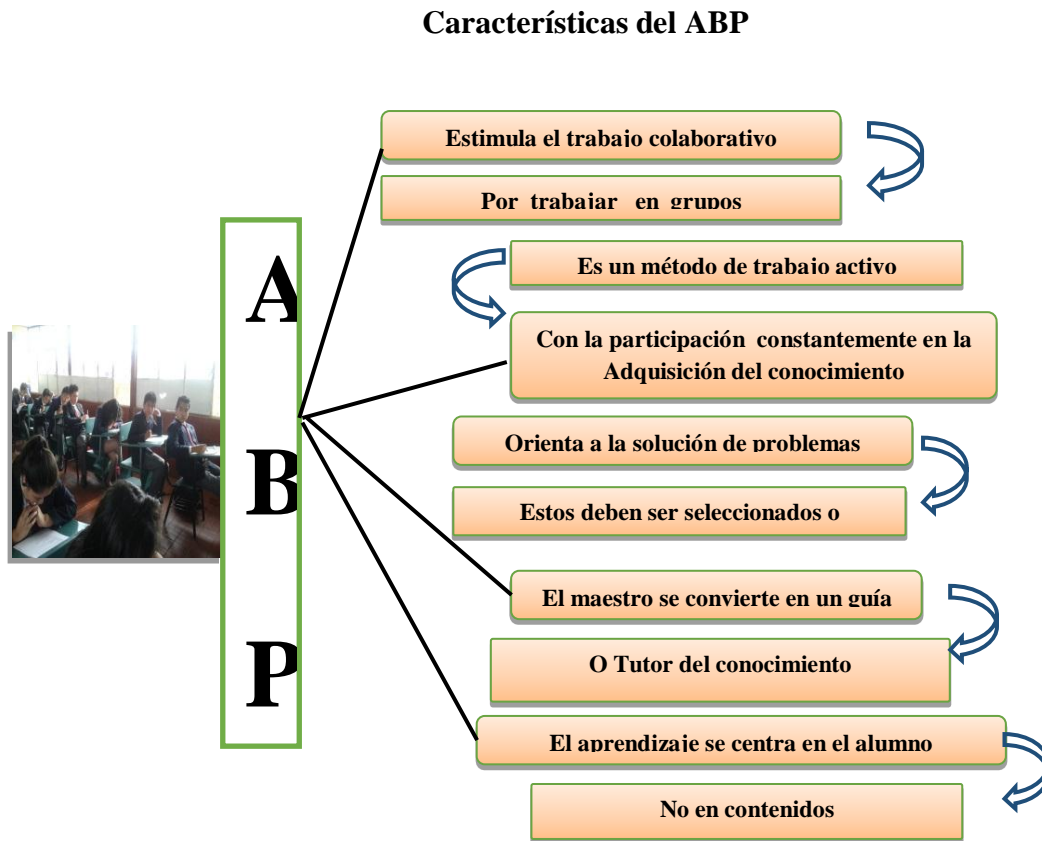 Características del ABP
Estimula el trabajo colaborativo
Por trabajar en grupos
Es un método de trabajo activo
Con la participación constantemente en la
Adquisición del conocimiento
Orienta a la solución de problemas
Estos deben ser seleccionados o
El maestro se convierte en un guía
O Tutor del conocimiento
El aprendizaje se centra en el alumno
No en contenidos
A
B
P